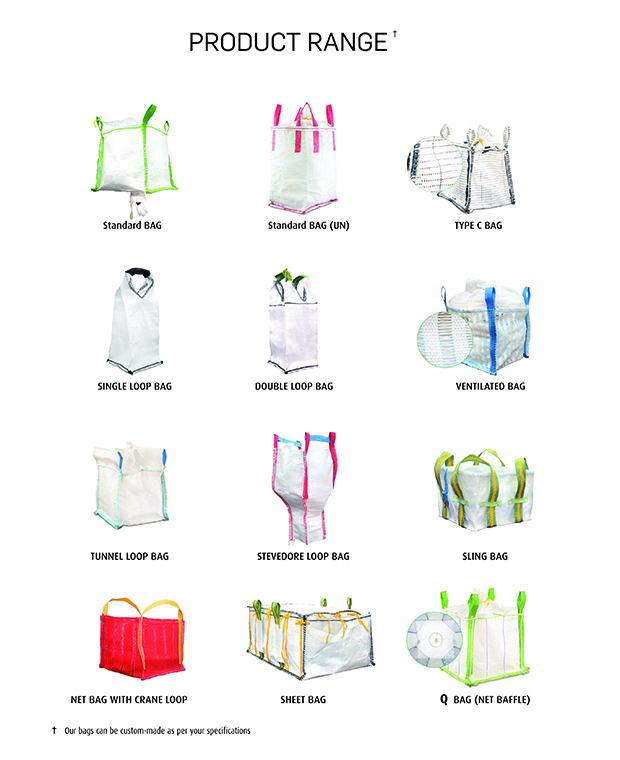 PRODUCT RANGE †
Standard BAG
Standard BAG (UN)
TYPE C BAG
SINGLE LOOP BAG
DOUBLE LOOP BAG
VENTILATED BAG
TUNNEL LOOP BAG
STEVEDORE LOOP BAG
SLING BAG
NET BAG WITH CRANE LOOP
SHEET BAG
Q BAG (NET BAFFLE)
† Our bags can be custom-made as per your specifications